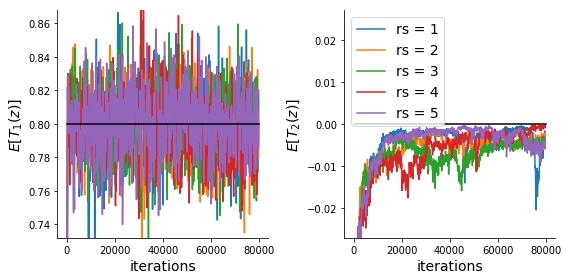 0.86
0.84
0.82
0.80
0.78
0.76
0.74
E[T₁(z)]
0 20000 40000 60000 80000
iterations
0.02
0.01
0.00
−0.01
−0.02
E[T₂(z)]
rs = 1
rs = 2
rs = 3
rs = 4
rs = 5
0 20000 40000 60000 80000
iterations